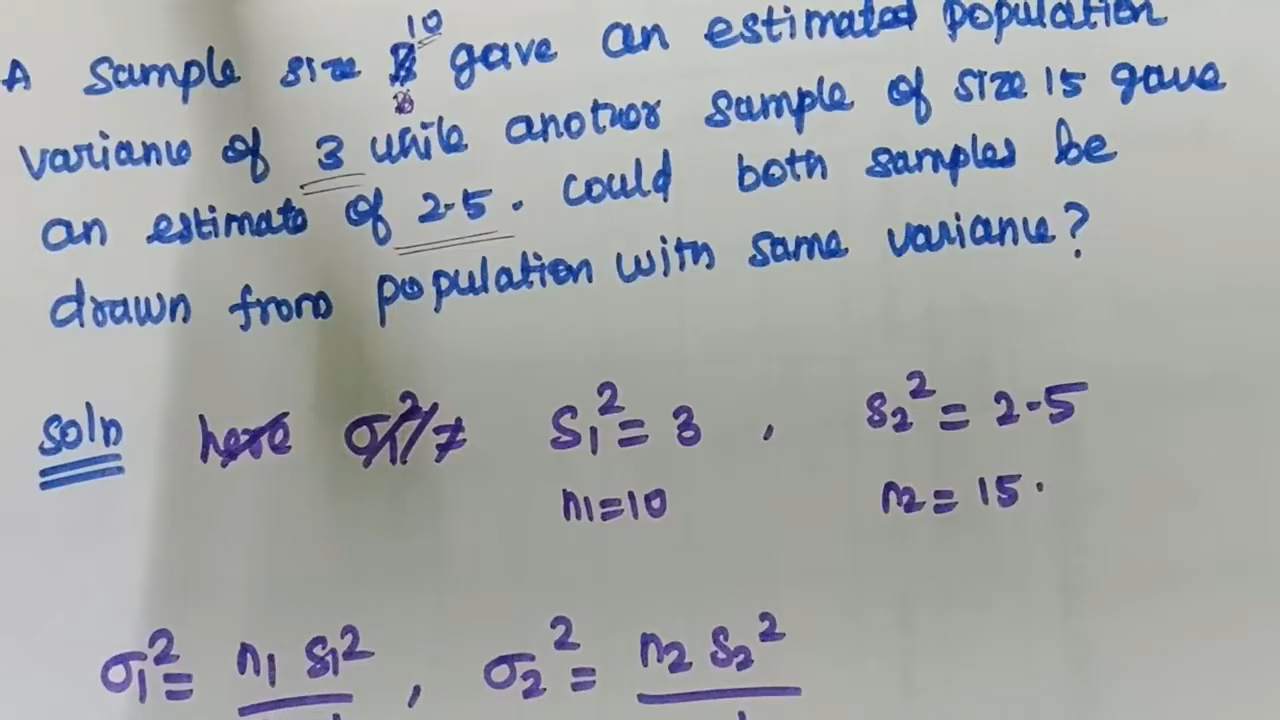 10
A sample size gave an estimated population
variance of 3 while another sample of size 15 gave
an estimate of 2.5. Could both samples be
drawn from population with same variance?
Soln here σ1²/≠ S1² = 3 , S2² = 2.5
n1=10 n2 = 15.
σ1² = n1 S1² , σ2² = n2 S2²